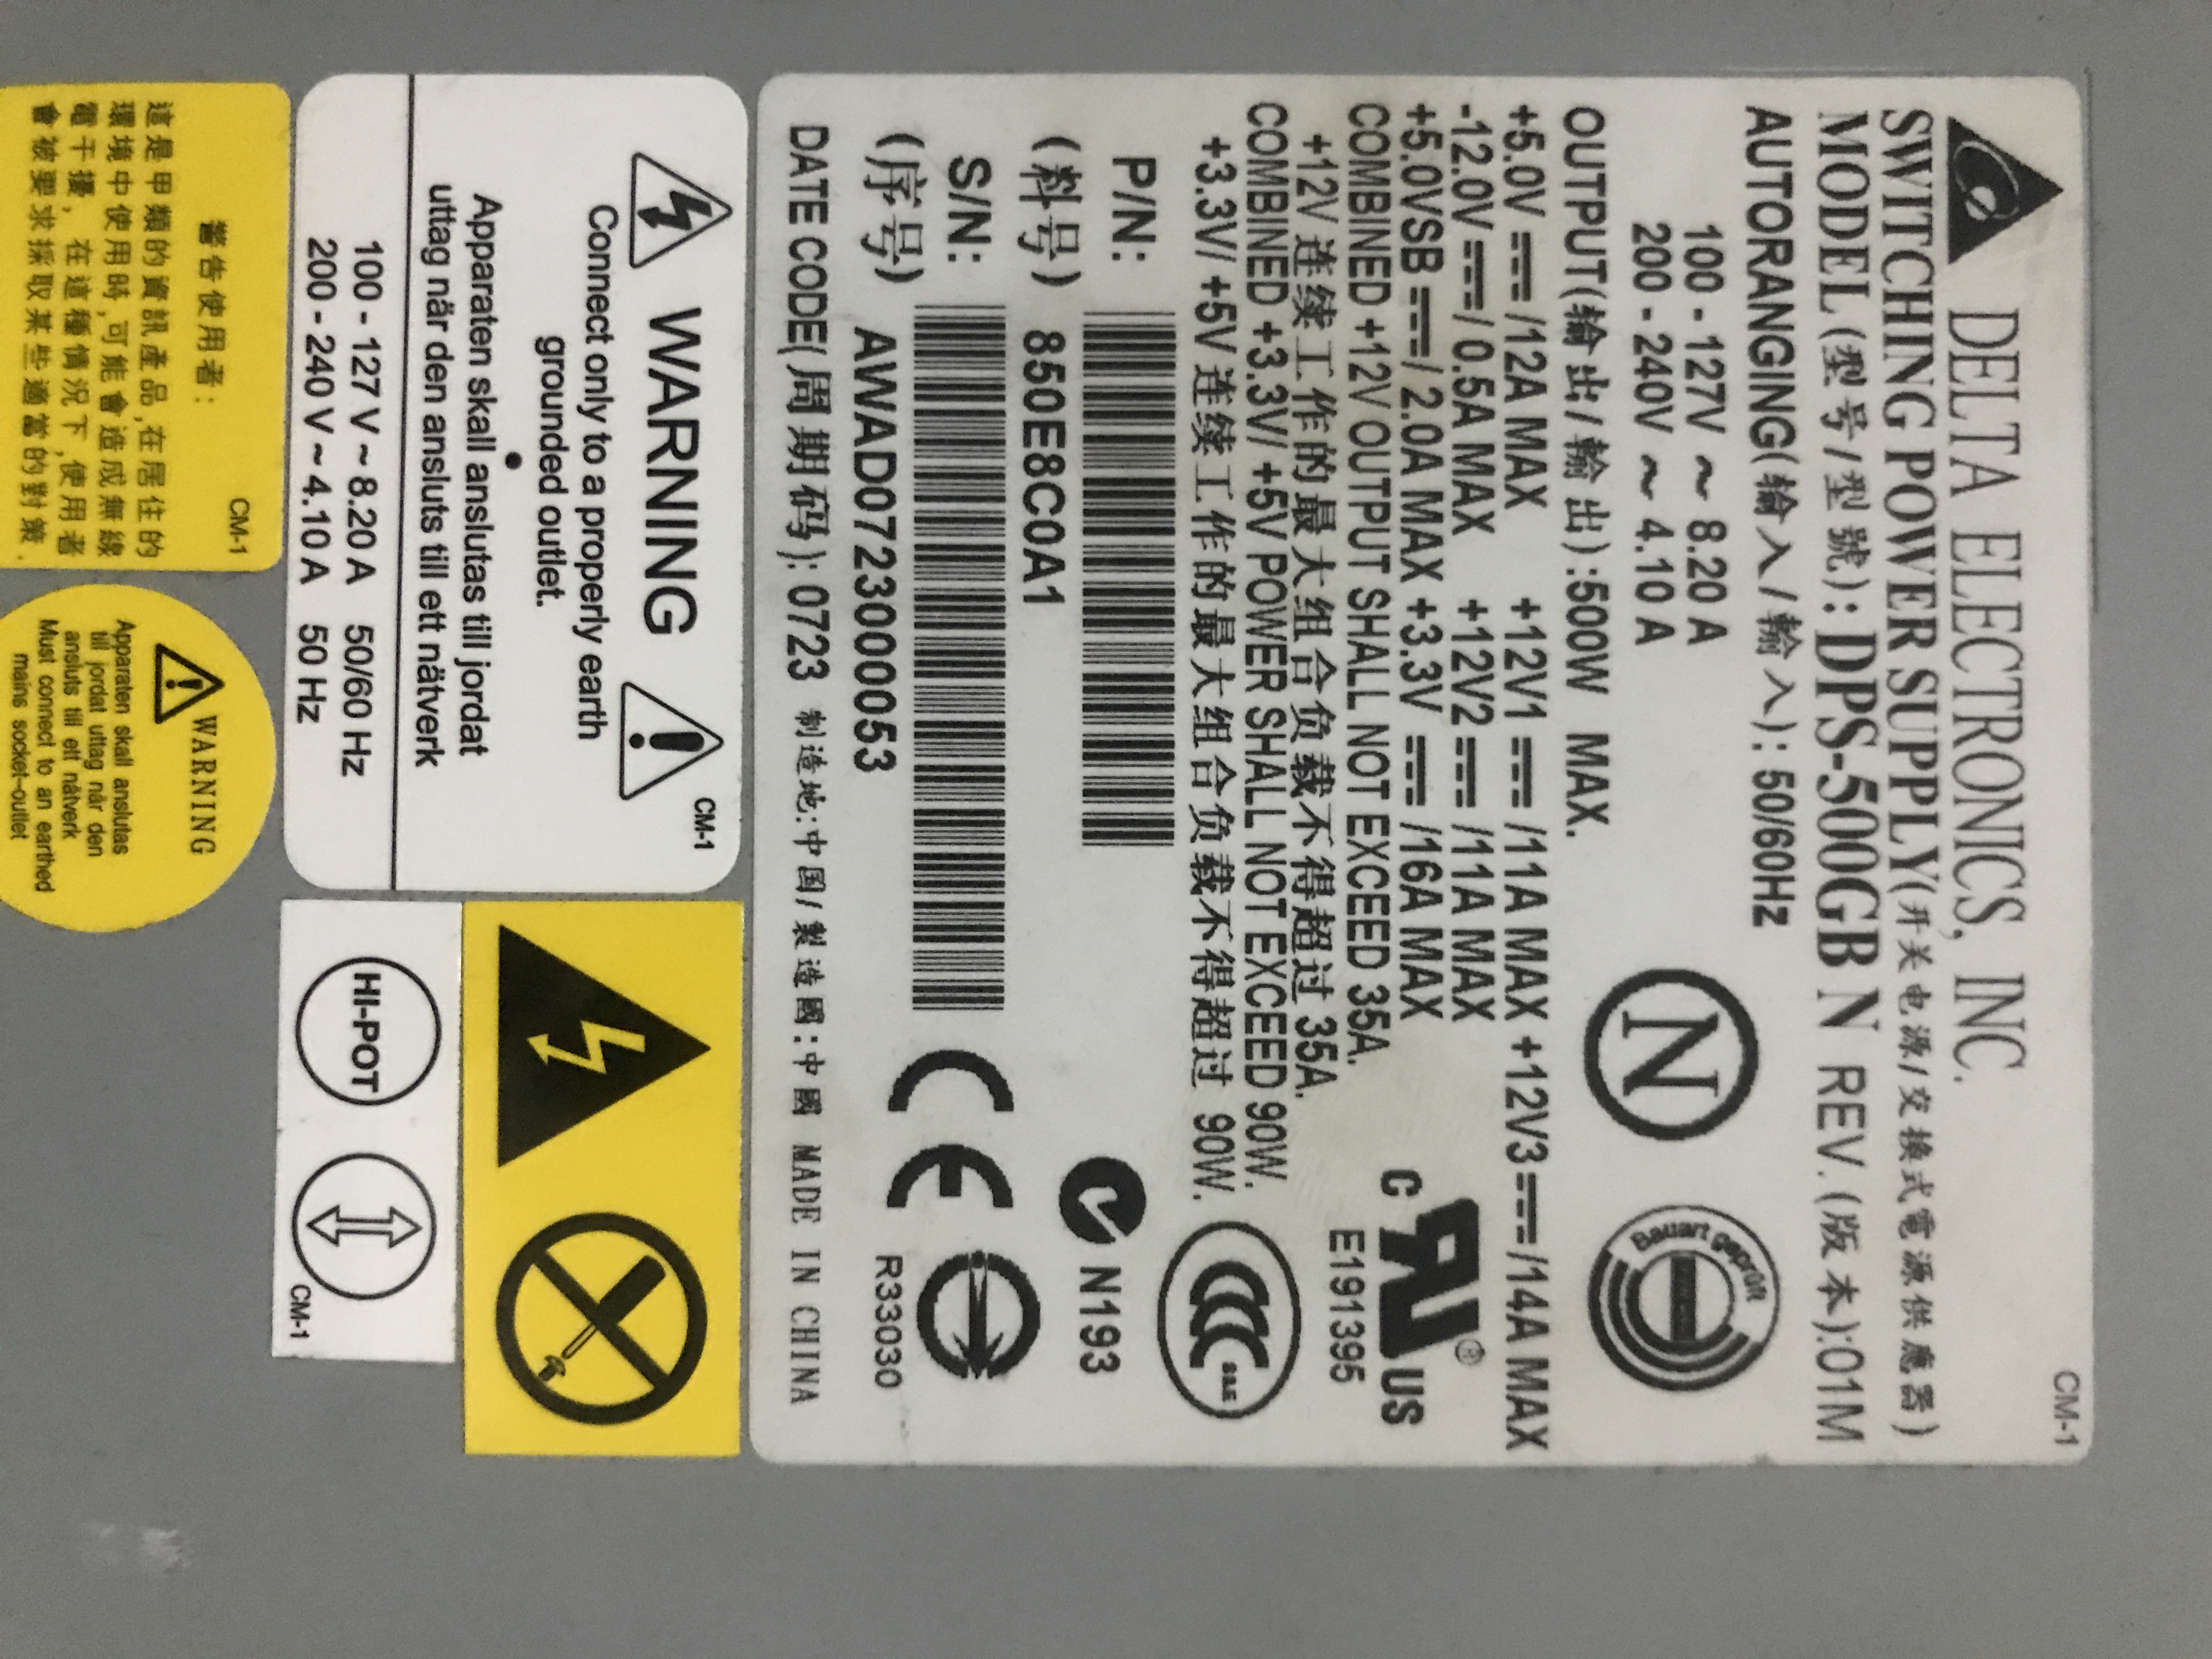 CM-1
DELTA ELECTRONICS, INC.
SWITCHING POWER SUPPLY(开关电源/交换式電源供應器)
MODEL(型号/型號): DPS-500GB N REV.(版本):01M
AUTORANGING(输入/輸入): 50/60Hz
100 - 127V ~ 8.20 A
200 - 240V ~ 4.10 A
N
Bauart geprüft
OUTPUT(输出/輸出):500W MAX.
+5.0V ⎓ /12A MAX +12V1 ⎓ /11A MAX +12V3⎓/14A MAX
-12.0V ⎓/ 0.5A MAX +12V2 ⎓ /11A MAX
+5.0VSB ⎓/ 2.0A MAX +3.3V ⎓ /16A MAX
COMBINED +12V OUTPUT SHALL NOT EXCEED 35A.
+12V 连续工作的最大组合负载不得超过 35A.
COMBINED +3.3V/ +5V POWER SHALL NOT EXCEED 90W.
+3.3V/ +5V 连续工作的最大组合负载不得超过 90W.
C UR US ®
E191395
CCC
S&E
P/N:
(料号) 850E8C0A1
N193
S/N:
(序号) AWAD0723000053
CE
R33030
DATE CODE(周期码): 0723 制造地:中国/製造國:中國 MADE IN CHINA
WARNING
CM-1
Connect only to a properly earth
grounded outlet.
Apparaten skall anslutas till jordat
uttag når den ansluts till ett nåtverk
100 - 127 V ~ 8.20 A 50/60 Hz
200 - 240 V ~ 4.10 A 50 Hz
HI-POT
CM-1
CM-1
警告使用者:
這是甲類的資訊產品,在居住的
環境中使用時,可能會造成無線
電干擾,在這種情況下,使用者
會被要求採取某些適當的對策.
WARNING
Apparaten skall anslutas
till jordat uttag når den
ansluts till ett nåtverk
Must connect to an earthed
mains socket-outlet